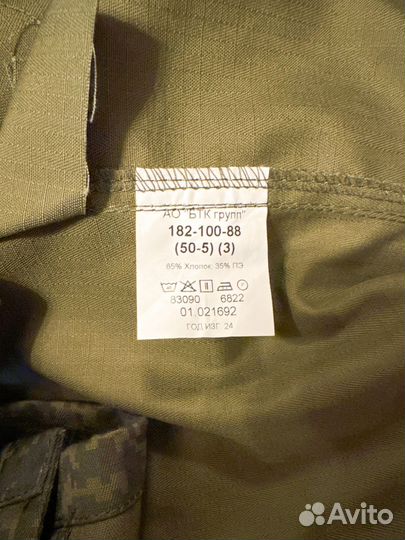 АО "БТК групп"
182-100-88
(50-5) (3)
65% Хлопок: 35% ПЭ
83090 6822
01.021692
ГОД ИЗГ. 24
Avito